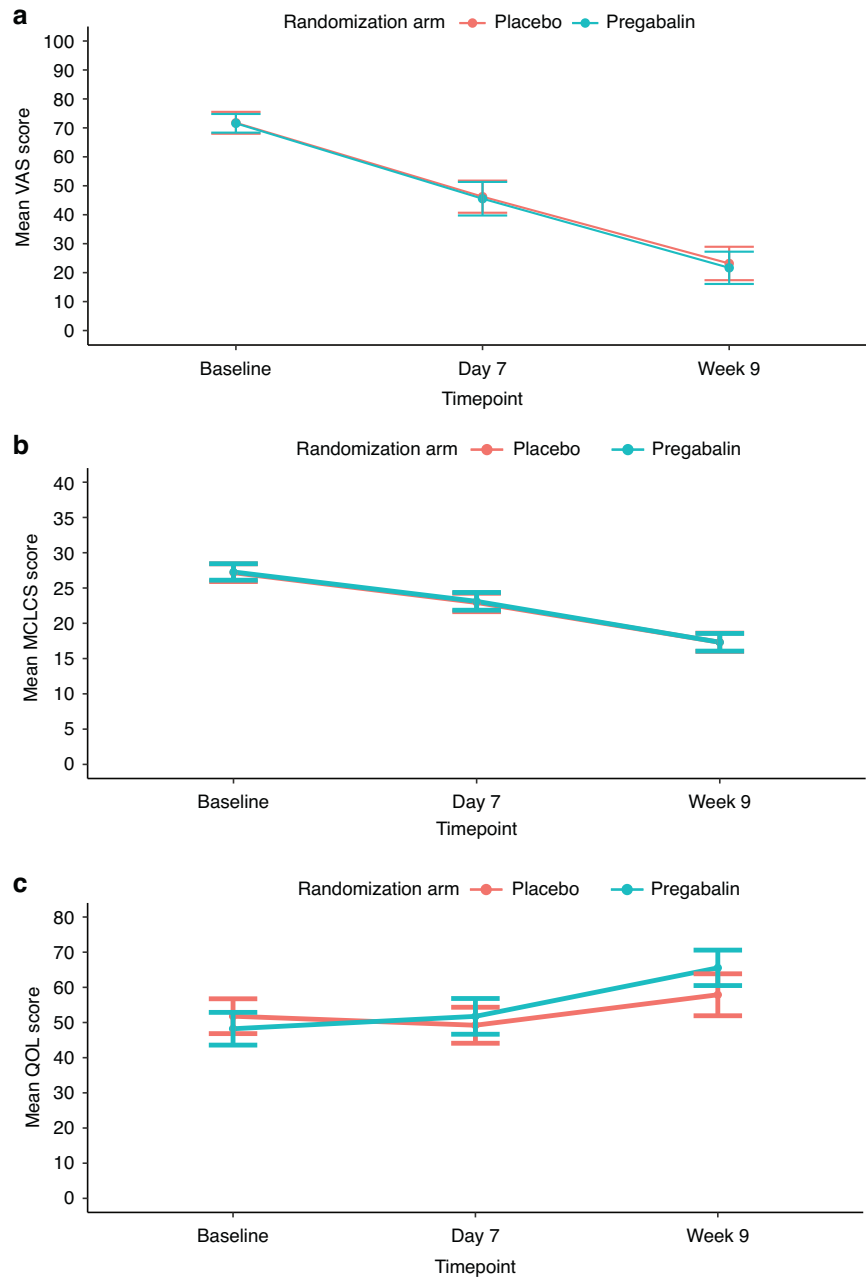 a
Randomization arm Placebo Pregabalin
Mean VAS score
100
90
80
70
60
50
40
30
20
10
0
Baseline Day 7 Week 9
Timepoint
b
Randomization arm Placebo Pregabalin
Mean MCLCS score
40
35
30
25
20
15
10
5
0
Baseline Day 7 Week 9
Timepoint
c
Randomization arm Placebo Pregabalin
Mean QOL score
80
70
60
50
40
30
20
10
0
Baseline Day 7 Week 9
Timepoint